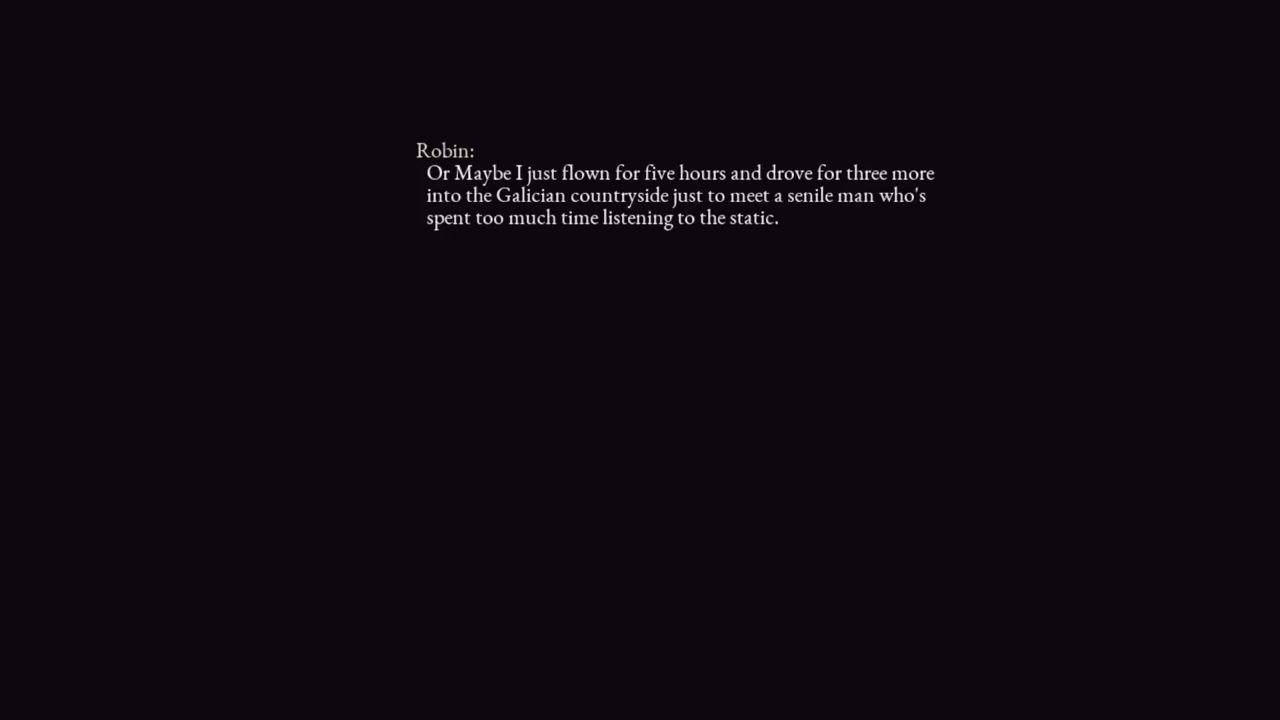 Robin:
Or Maybe I just flown for five hours and drove for three more
into the Galician countryside just to meet a senile man who's
spent too much time listening to the static.